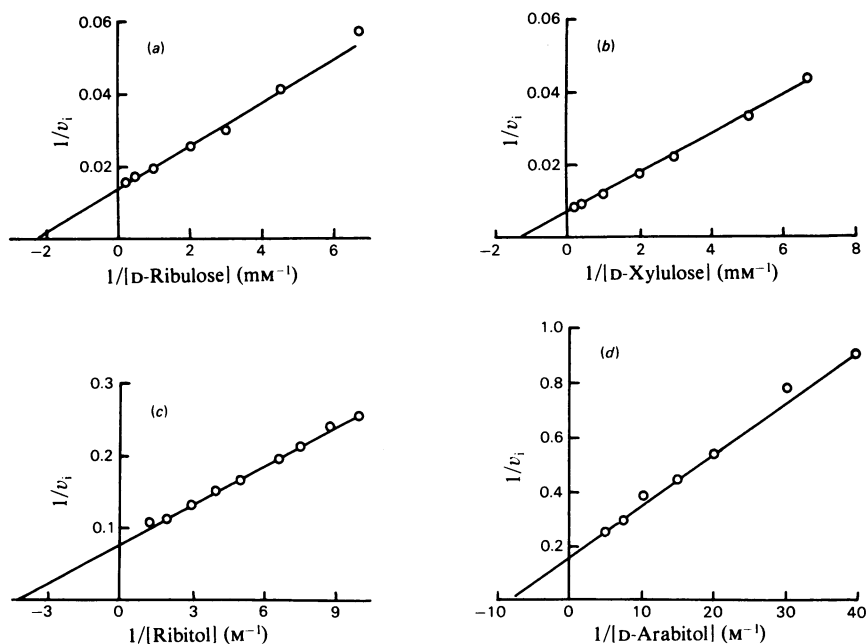 (a)
0.06
0.04
0.02
1/vᵢ
−2 0 2 4 6
1/[D-Ribulose] (mM⁻¹)
(b)
0.06
0.04
0.02
1/vᵢ
−2 0 2 4 6 8
1/[D-Xylulose] (mM⁻¹)
(c)
0.3
0.2
0.1
1/vᵢ
−3 0 3 6 9
1/[Ribitol] (M⁻¹)
(d)
1.0
0.8
0.6
0.4
0.2
1/vᵢ
−10 0 10 20 30 40
1/[D-Arabitol] (M⁻¹)